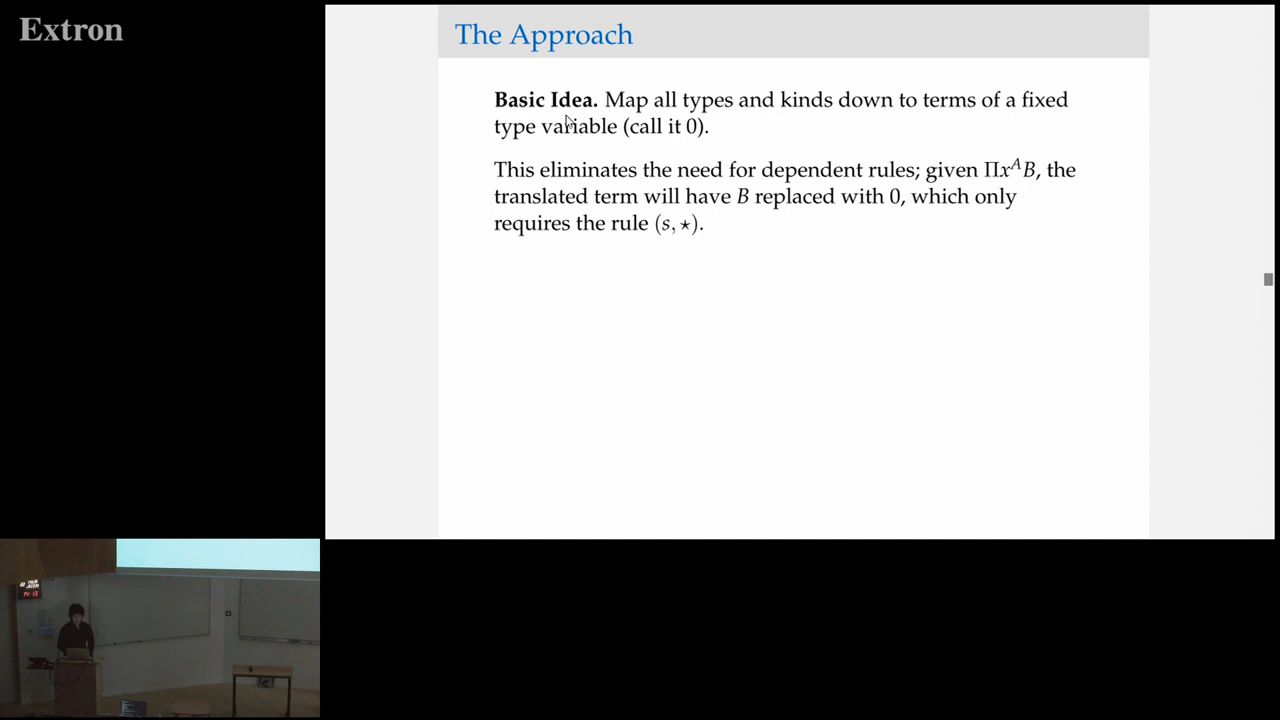 Extron
The Approach
Basic Idea. Map all types and kinds down to terms of a fixed
type variable (call it 0).
This eliminates the need for dependent rules; given Πx^A B, the
translated term will have B replaced with 0, which only
requires the rule (s, ⋆).